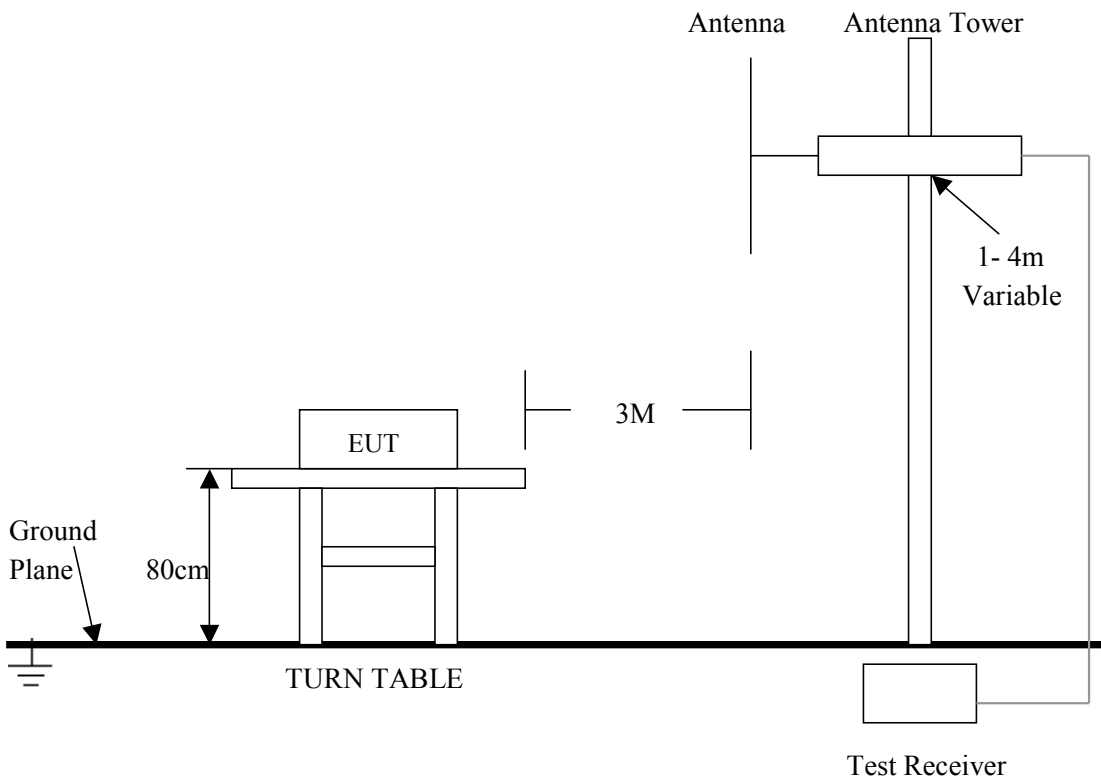 Antenna
Antenna Tower
1- 4m
Variable
3M
EUT
Ground
Plane
80cm
TURN TABLE
Test Receiver